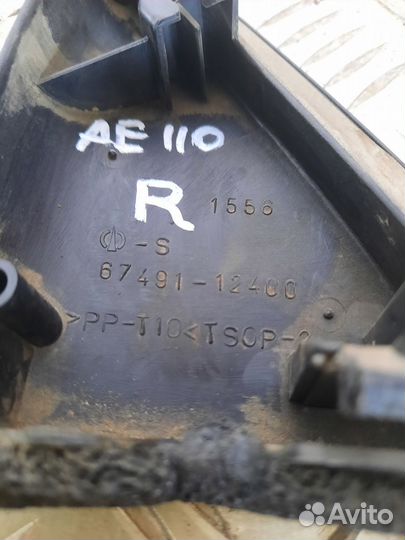 AE 110
R 1556
-S
67491-12400
>PP-T10<TSOP-
Avito